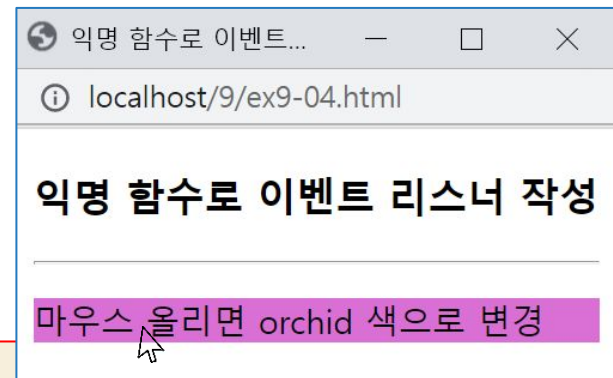 익명 함수로 이벤트...
localhost/9/ex9-04.html
익명 함수로 이벤트 리스너 작성
마우스 올리면 orchid 색으로 변경